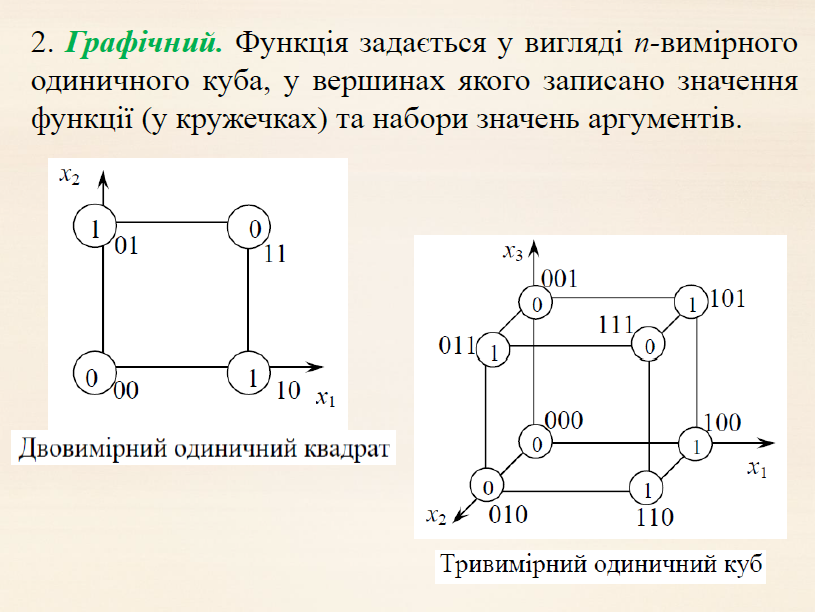 2. Графічний. Функція задається у вигляді n-вимірного
одиничного куба, у вершинах якого записано значення
функції (у кружечках) та набори значень аргументів.
x2
1
01
0
11
0
00
1
10
x1
Двовимірний одиничний квадрат
x3
001
0
1
101
111
011
1
0
000
0
100
1
x1
0
1
x2
010
110
Тривимірний одиничний куб